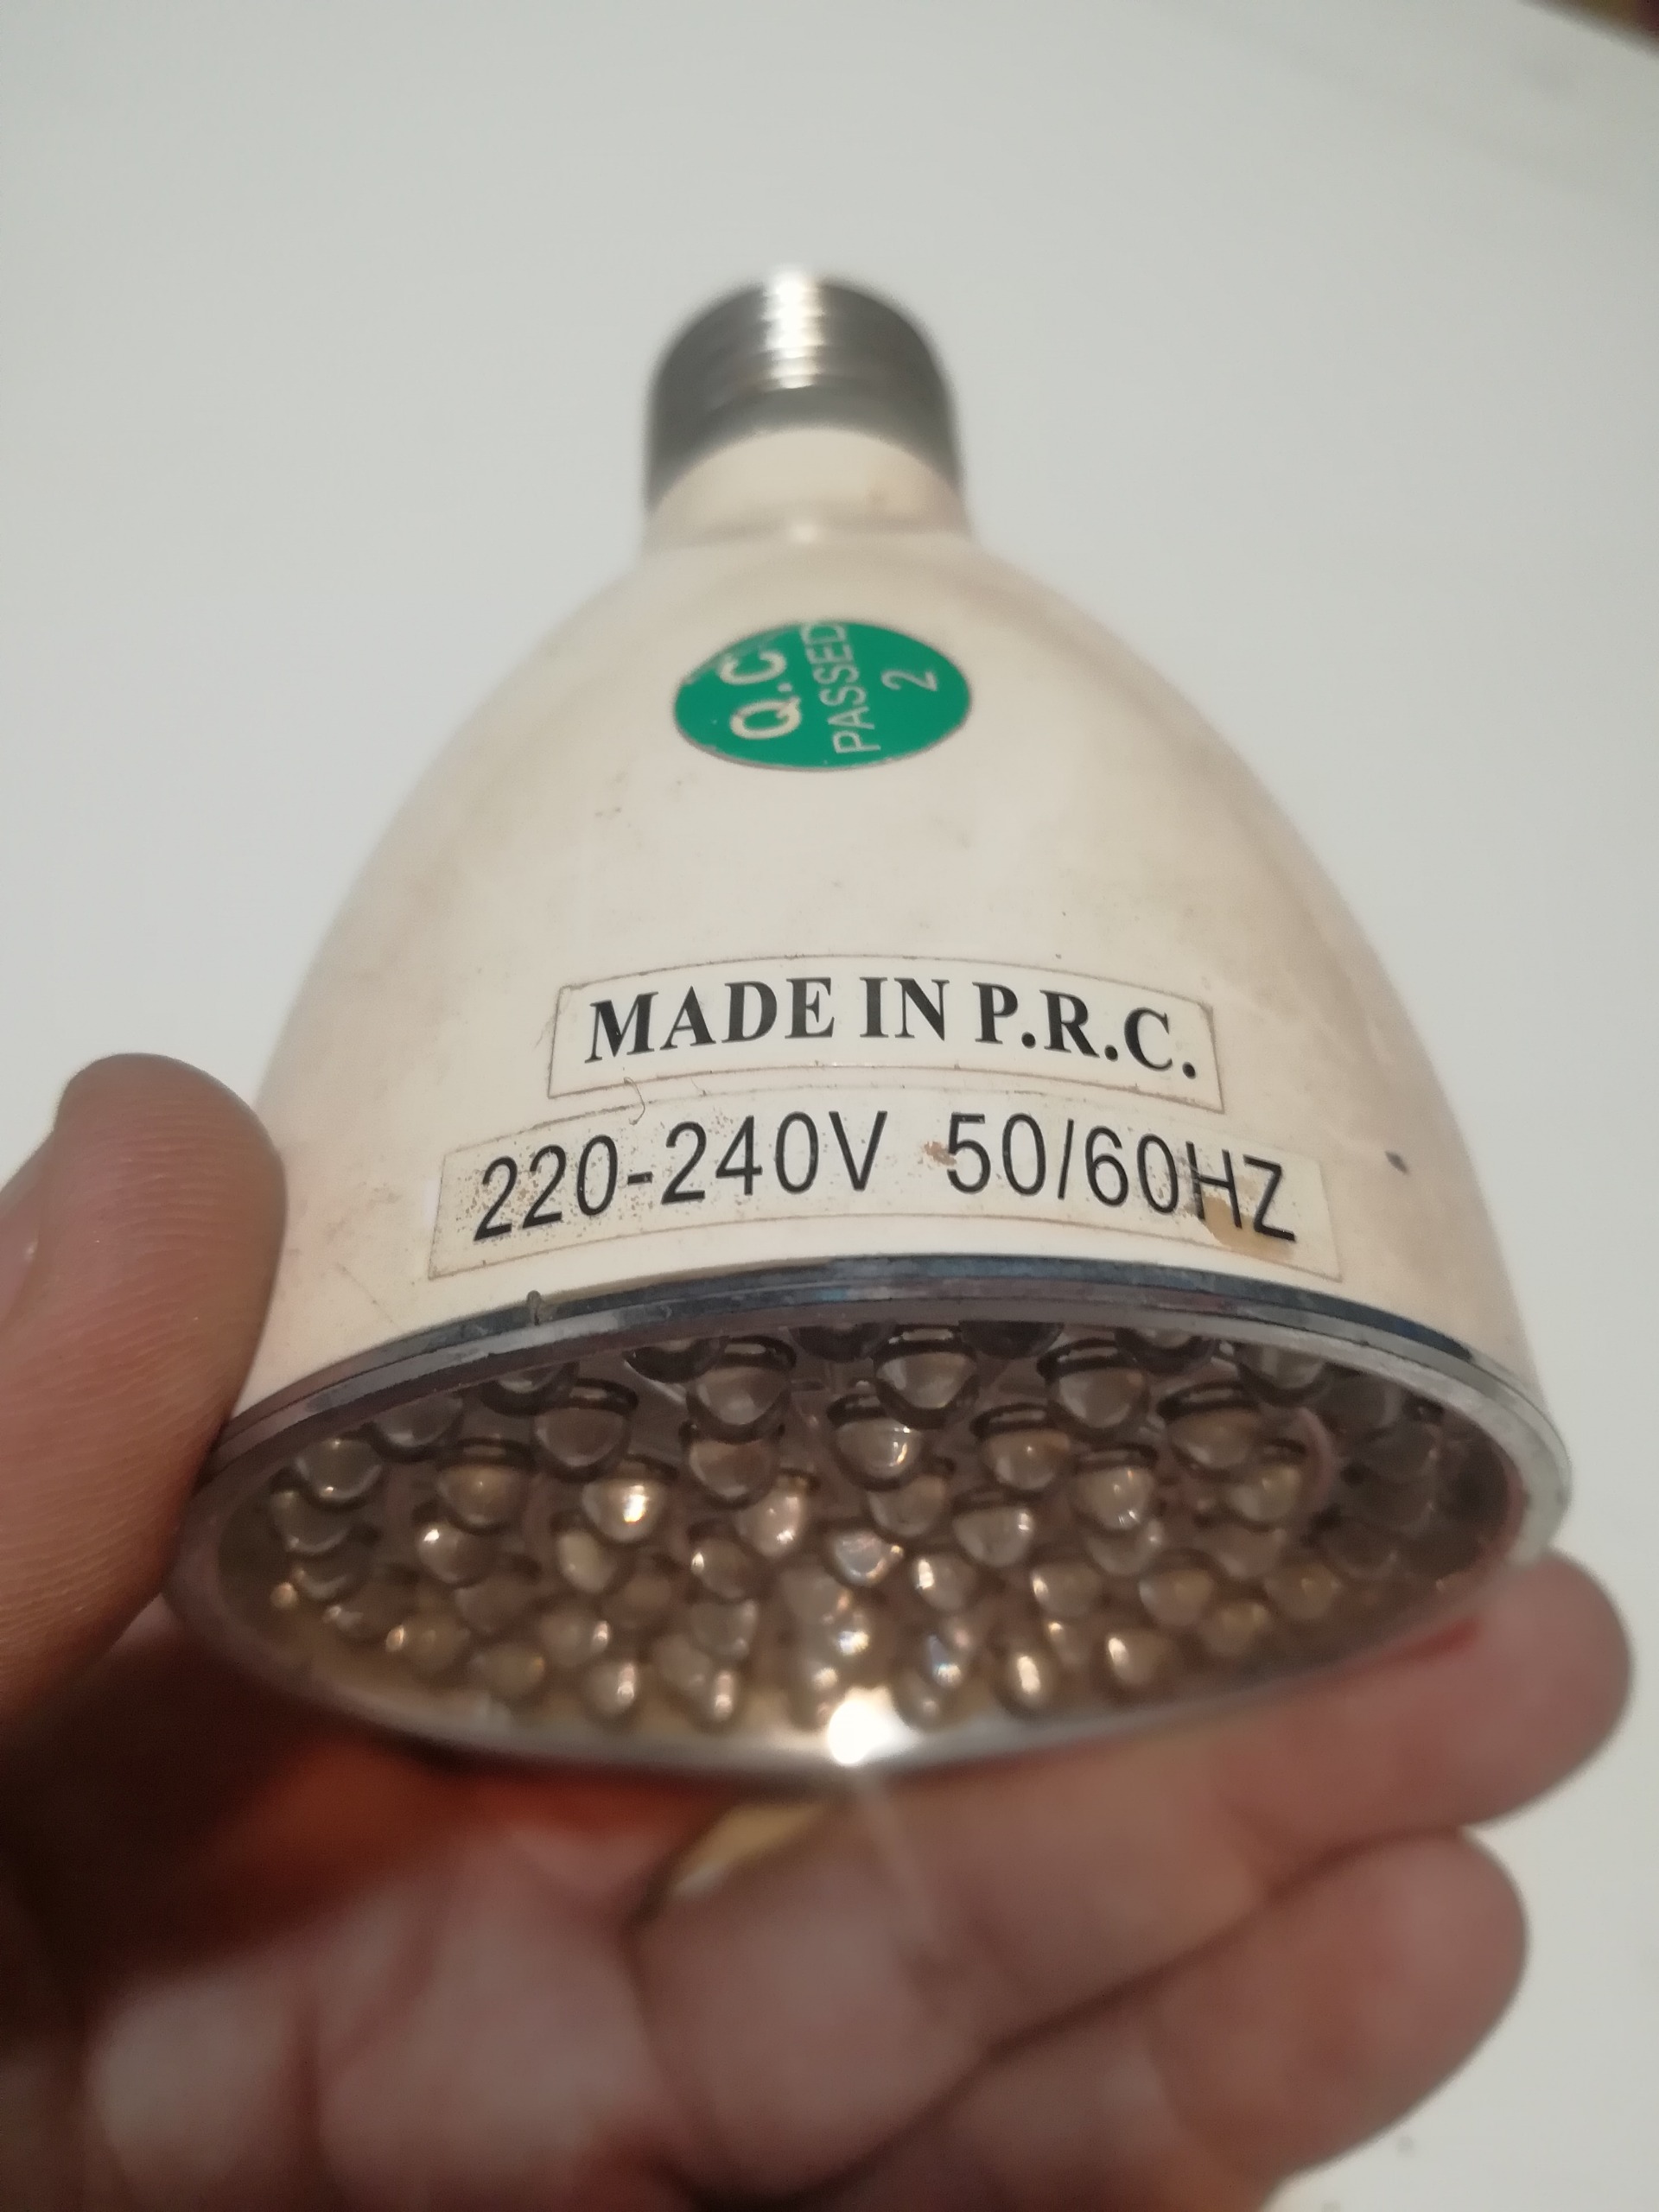 Q.C
PASSED
2
MADE IN P.R.C.
220-240V 50/60HZ